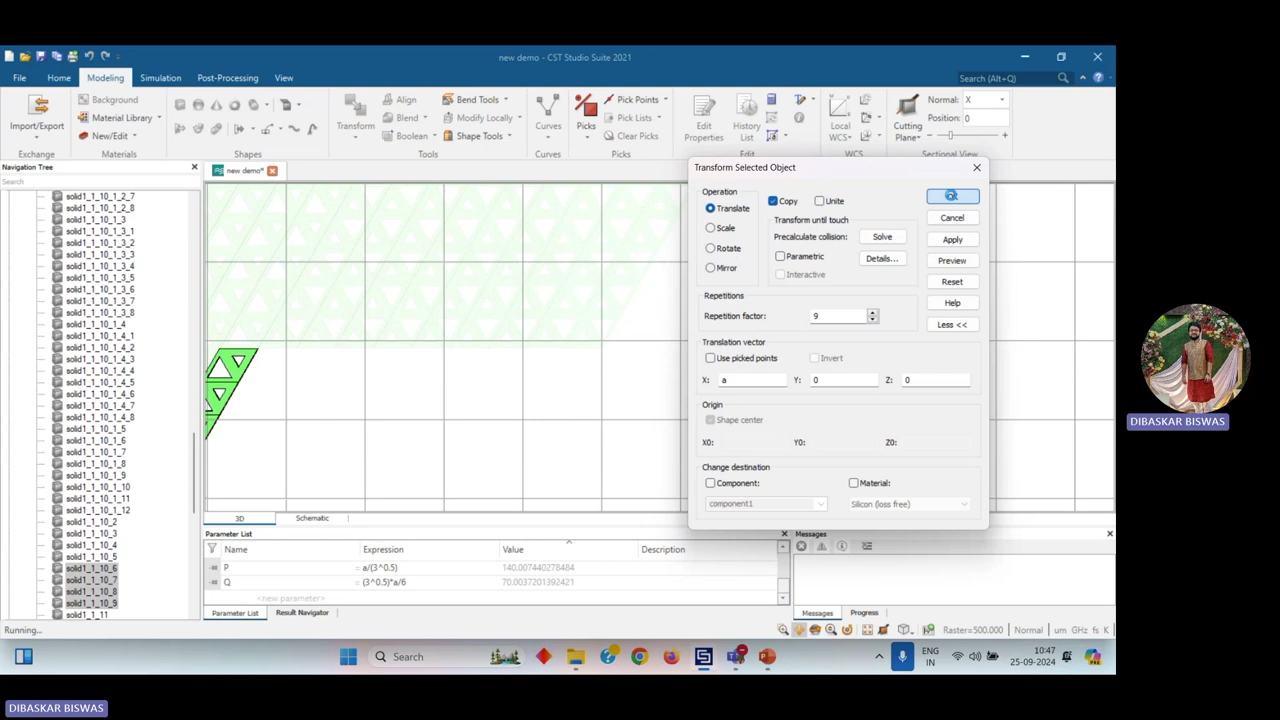 new demo - CST Studio Suite 2021
File Home Modeling Simulation Post-Processing View Search (Alt+Q)
Import/Export
Exchange
Background
Material Library
New/Edit
Materials
Shapes
Transform
Align
Blend
Boolean
Bend Tools
Modify Locally
Shape Tools
Tools
Curves
Curves
Picks
Pick Points
Pick Lists
Clear Picks
Picks
Edit Properties
History List
Edit
Local WCS
WCS
Cutting Plane
Normal: X
Position: 0
Sectional View
Navigation Tree
Search
new demo*
solid1_1_10_1_2_7
solid1_1_10_1_2_8
solid1_1_10_1_3
solid1_1_10_1_3_1
solid1_1_10_1_3_2
solid1_1_10_1_3_3
solid1_1_10_1_3_4
solid1_1_10_1_3_5
solid1_1_10_1_3_6
solid1_1_10_1_3_7
solid1_1_10_1_3_8
solid1_1_10_1_4
solid1_1_10_1_4_1
solid1_1_10_1_4_2
solid1_1_10_1_4_3
solid1_1_10_1_4_4
solid1_1_10_1_4_5
solid1_1_10_1_4_6
solid1_1_10_1_4_7
solid1_1_10_1_4_8
solid1_1_10_1_5
solid1_1_10_1_6
solid1_1_10_1_7
solid1_1_10_1_8
solid1_1_10_1_9
solid1_1_10_1_10
solid1_1_10_1_11
solid1_1_10_1_12
solid1_1_10_2
solid1_1_10_3
solid1_1_10_4
solid1_1_10_5
solid1_1_10_6
solid1_1_10_7
solid1_1_10_8
solid1_1_10_9
solid1_1_11
Transform Selected Object
Operation
Translate
Scale
Rotate
Mirror
Copy Unite
Transform until touch
Precalculate collision: Solve
Parametric Details...
Interactive
Cancel
Apply
Preview
Reset
Help
Less <<
Repetitions
Repetition factor: 9
Translation vector
Use picked points Invert
X: a Y: 0 Z: 0
Origin
Shape center
X0: Y0: Z0:
Change destination
Component: Material:
component1 Silicon (loss free)
3D Schematic
Parameter List
Name Expression Value Description
P = a/(3^0.5) 140.007440278484
Q = (3^0.5)*a/6 70.0037201392421
<new parameter>
Parameter List Result Navigator
Messages
Messages Progress
Running...
Raster=500.000 Normal um GHz fs K
Search
ENG
IN
10:47
25-09-2024
DIBASKAR BISWAS
DIBASKAR BISWAS